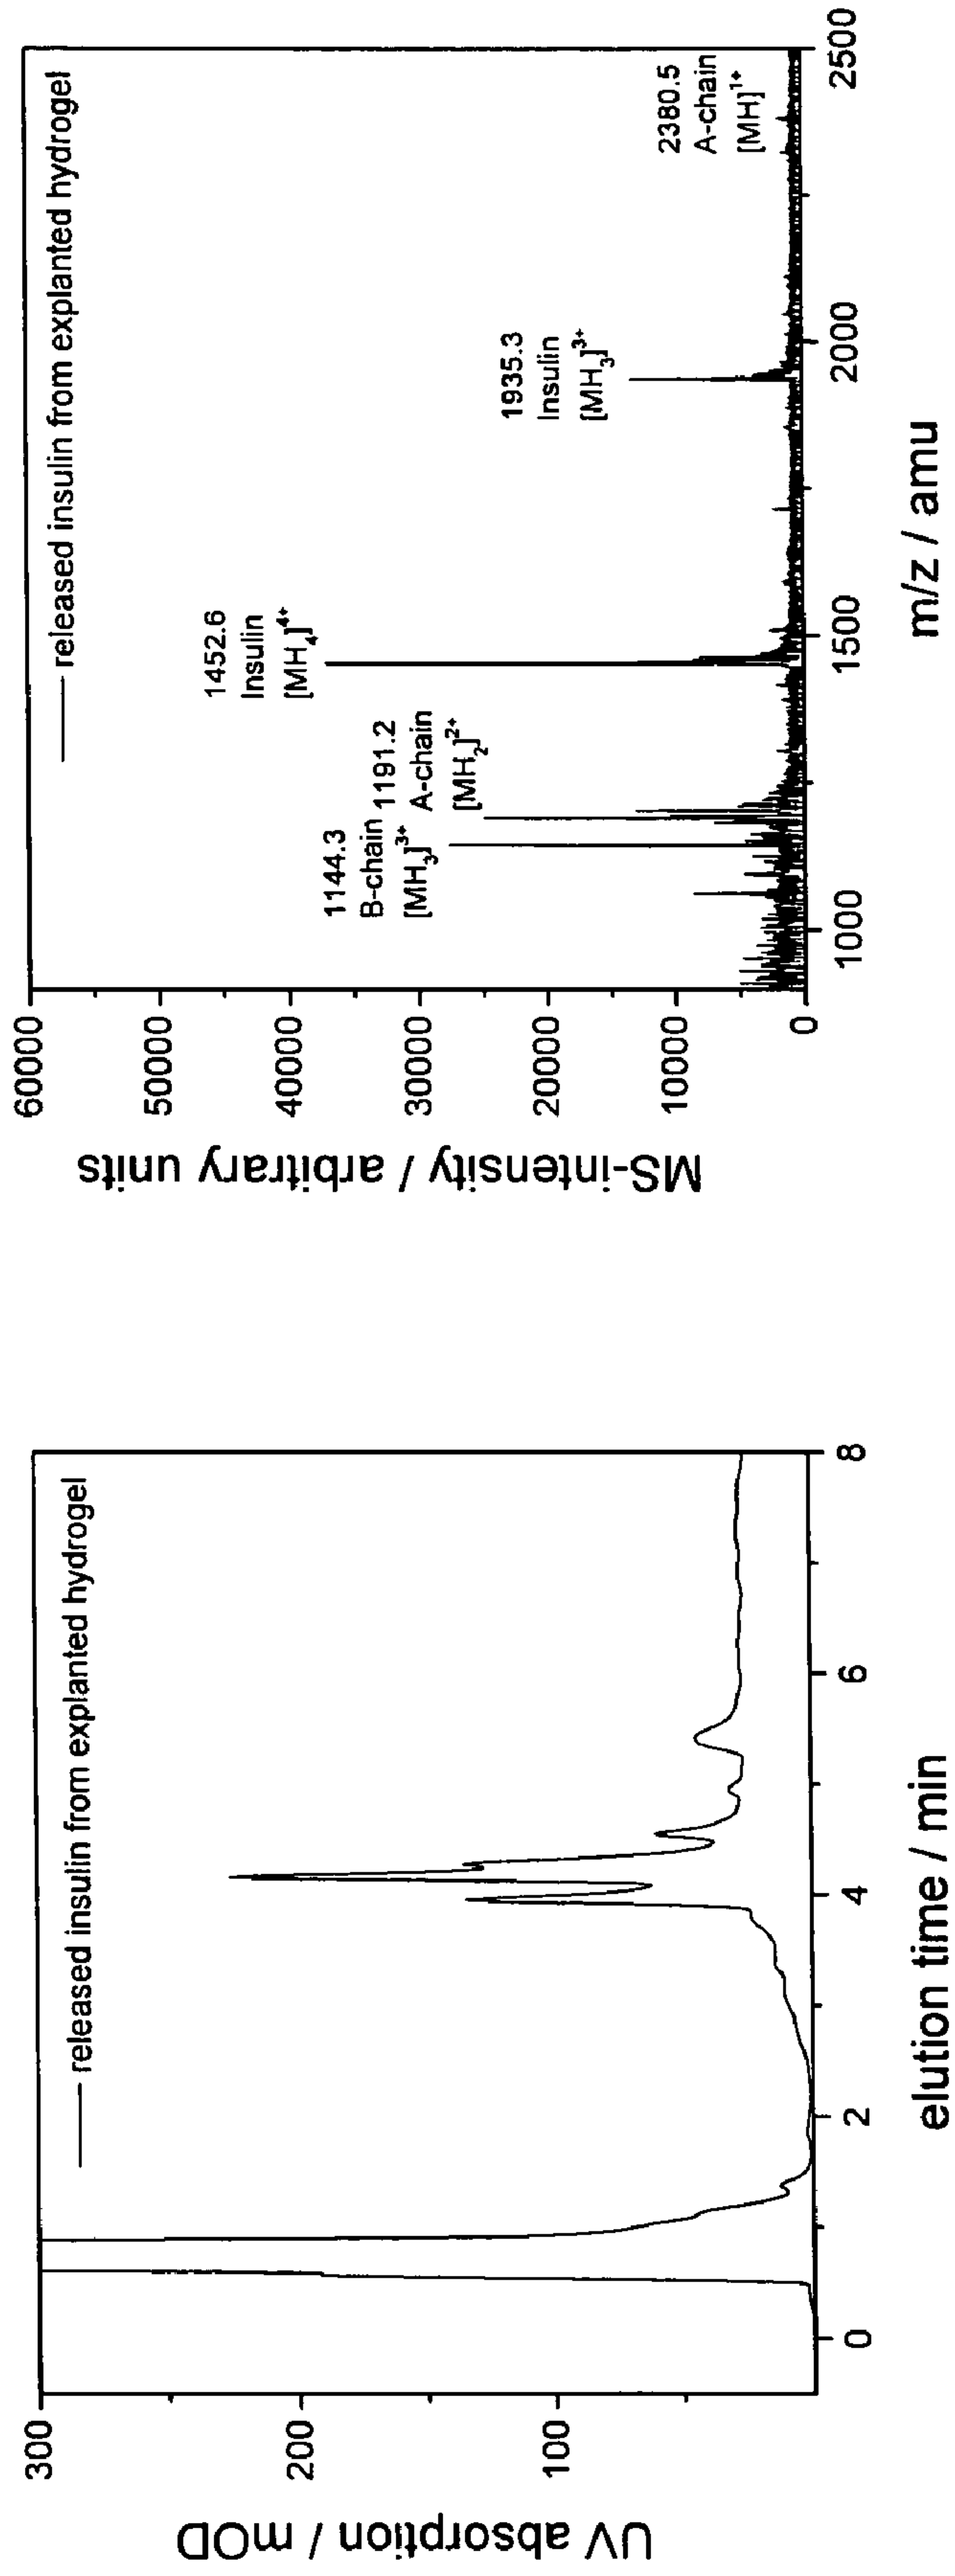 released insulin from explanted hydrogel
300
200
100
UV absorption / mOD
0
2
4
6
8
elution time / min
released insulin from explanted hydrogel
60000
50000
40000
30000
20000
10000
0
MS-intensity / arbitrary units
1144.3
B-chain
[MH₃]³⁺
1191.2
A-chain
[MH₂]²⁺
1452.6
Insulin
[MH₄]⁴⁺
1935.3
Insulin
[MH₃]³⁺
2380.5
A-chain
[MH]¹⁺
1000
1500
2000
2500
m/z / amu